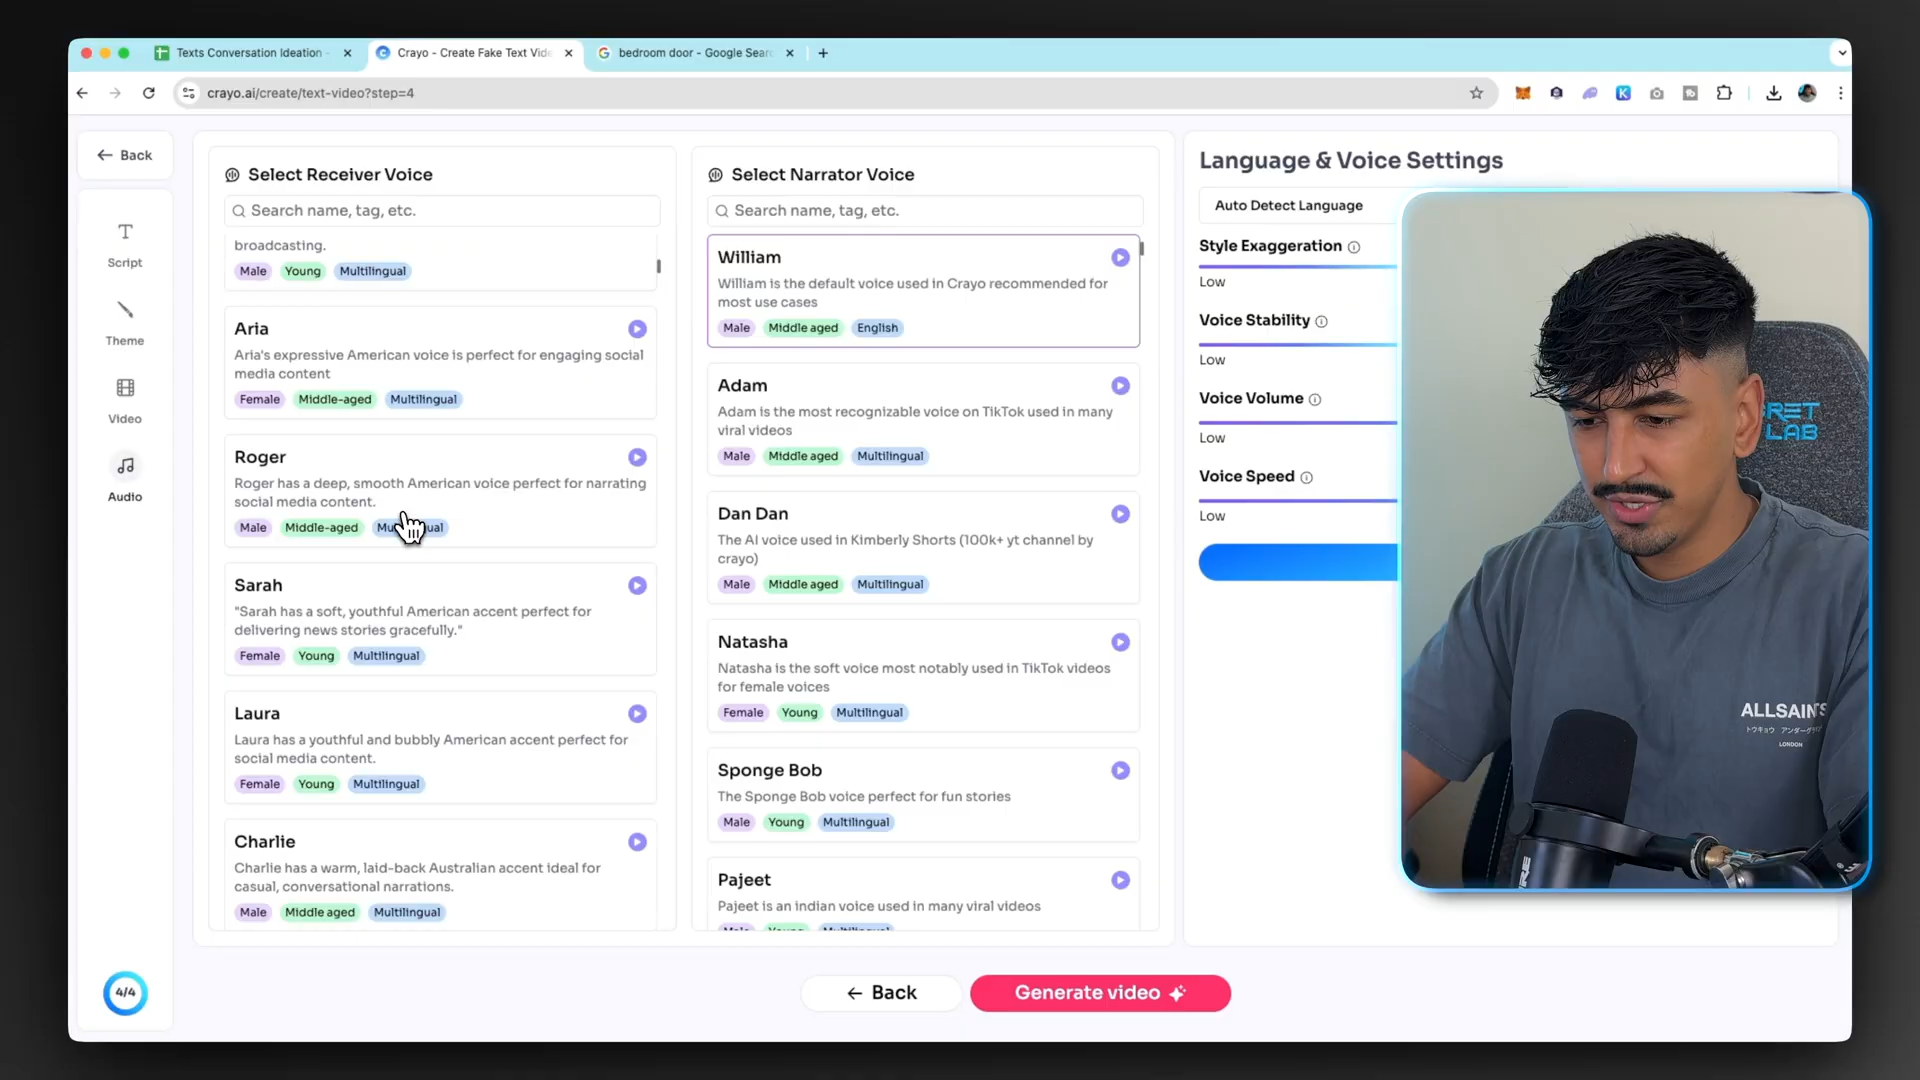 Texts Conversation Ideation -
Crayo - Create Fake Text Vide
bedroom door - Google Sear
crayo.ai/create/text-video?step=4
Back
Script
Theme
Video
Audio
4/4
Select Receiver Voice
Search name, tag, etc.
broadcasting.
Male Young Multilingual
Aria
Aria's expressive American voice is perfect for engaging social
media content
Female Middle-aged Multilingual
Roger
Roger has a deep, smooth American voice perfect for narrating
social media content.
Male Middle-aged
Sarah
"Sarah has a soft, youthful American accent perfect for
delivering news stories gracefully."
Female Young Multilingual
Laura
Laura has a youthful and bubbly American accent perfect for
social media content.
Female Young Multilingual
Charlie
Charlie has a warm, laid-back Australian accent ideal for
casual, conversational narrations.
Male Middle aged Multilingual
Select Narrator Voice
Search name, tag, etc.
William
William is the default voice used in Crayo recommended for
most use cases
Male Middle aged English
Adam
Adam is the most recognizable voice on TikTok used in many
viral videos
Male Middle aged Multilingual
Dan Dan
The AI voice used in Kimberly Shorts (100k+ yt channel by
crayo)
Male Middle aged Multilingual
Natasha
Natasha is the soft voice most notably used in TikTok videos
for female voices
Female Young Multilingual
Sponge Bob
The Sponge Bob voice perfect for fun stories
Male Young Multilingual
Pajeet
Pajeet is an indian voice used in many viral videos
Male Young Multilingual
Language & Voice Settings
Auto Detect Language
Style Exaggeration
Low
Voice Stability
Low
Voice Volume
Low
Voice Speed
Low
Back
Generate video
RET
LAB
ALLSAINTS
LONDON